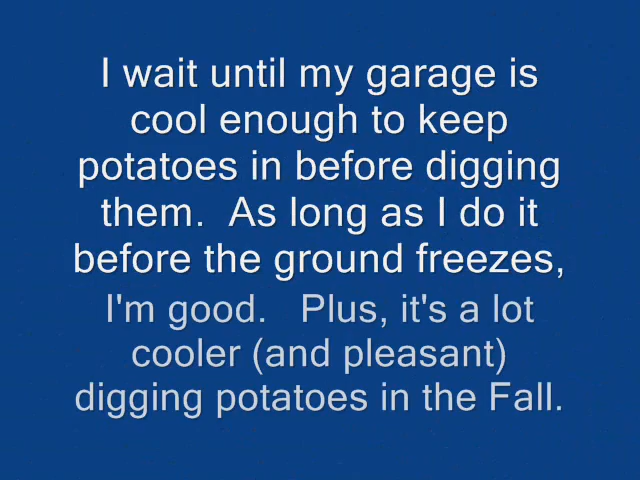 I wait until my garage is
cool enough to keep
potatoes in before digging
them.  As long as I do it
before the ground freezes,
I'm good.   Plus, it's a lot
cooler (and pleasant)
digging potatoes in the Fall.